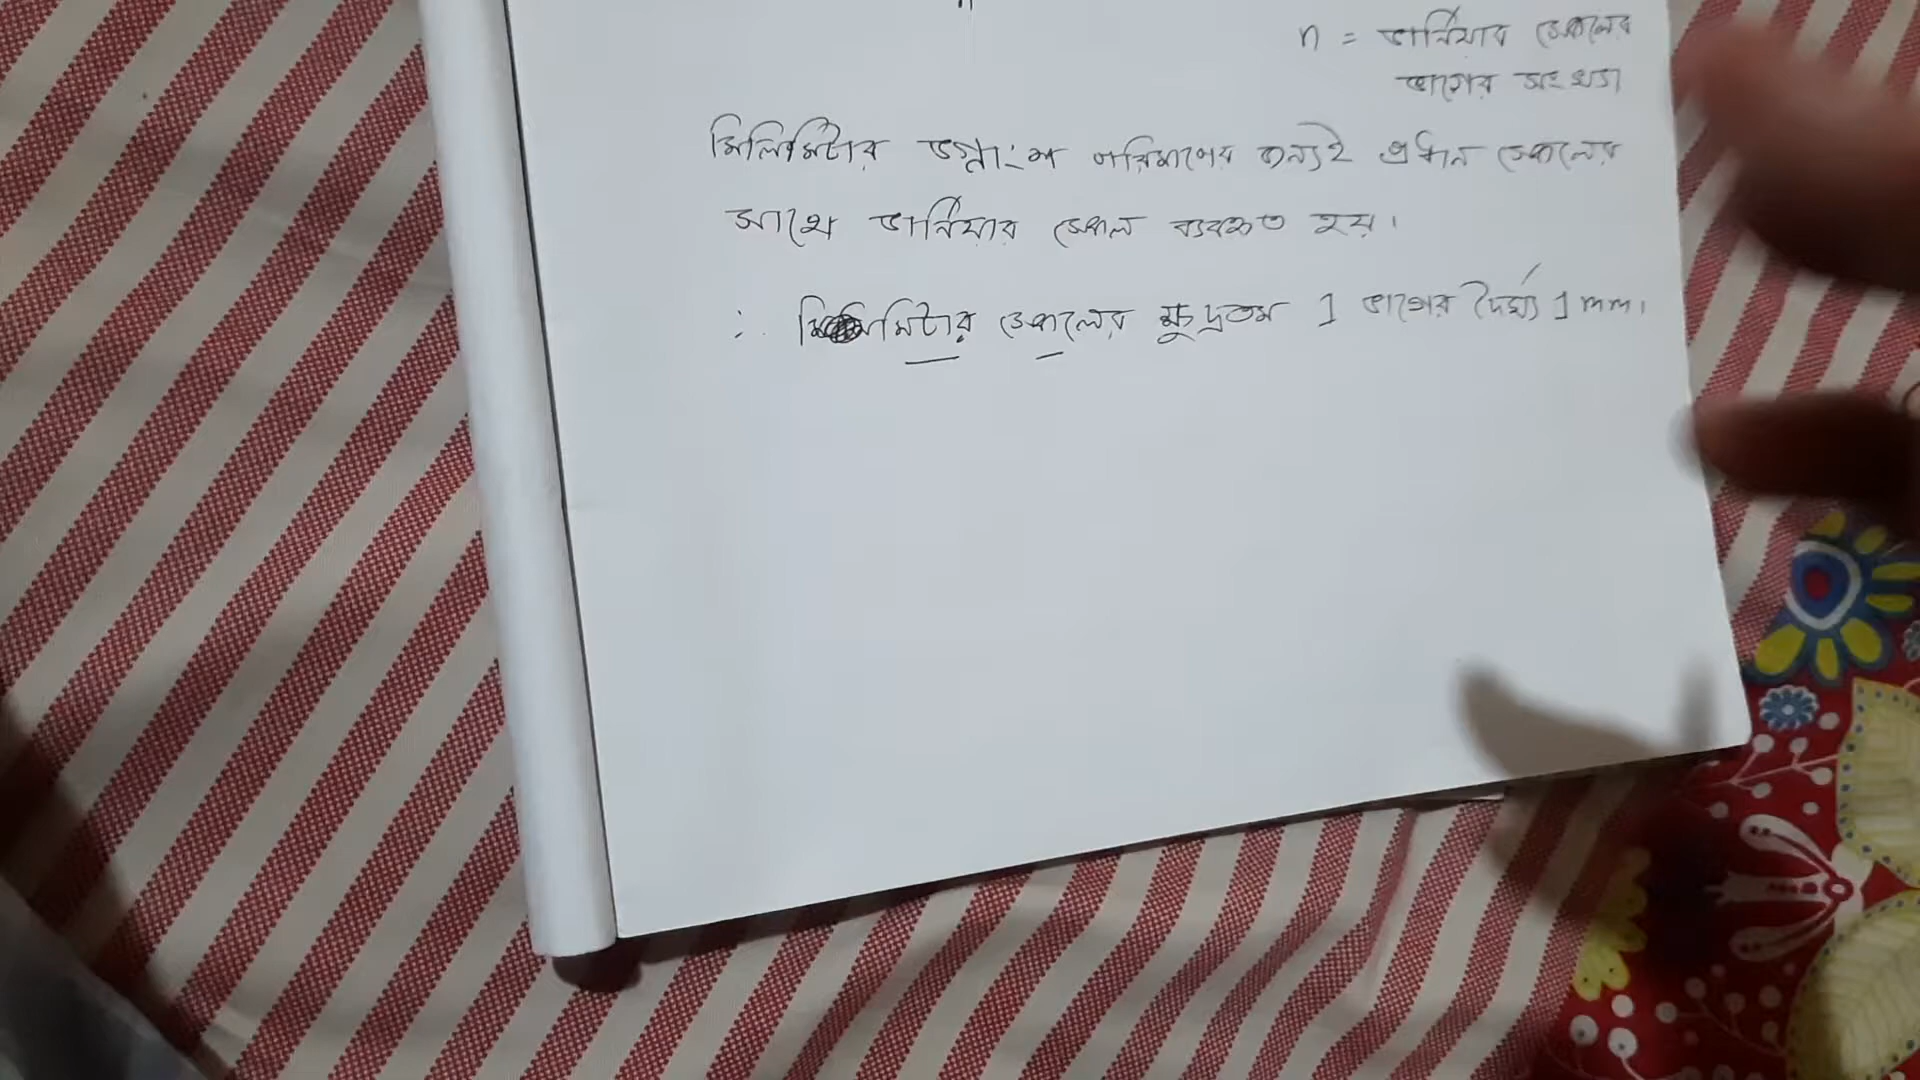 n = ভার্নিয়ার স্কেলের
ভাগের সংখ্যা
মিলিমিটার ভগ্নাংশ পরিমাপের জন্যই প্রধান স্কেলের
সাথে ভার্নিয়ার স্কেল ব্যবহৃত হয়।
∴ মিটার স্কেলের ক্ষুদ্রতম 1 ভাগের দৈর্ঘ্য 1 mm।